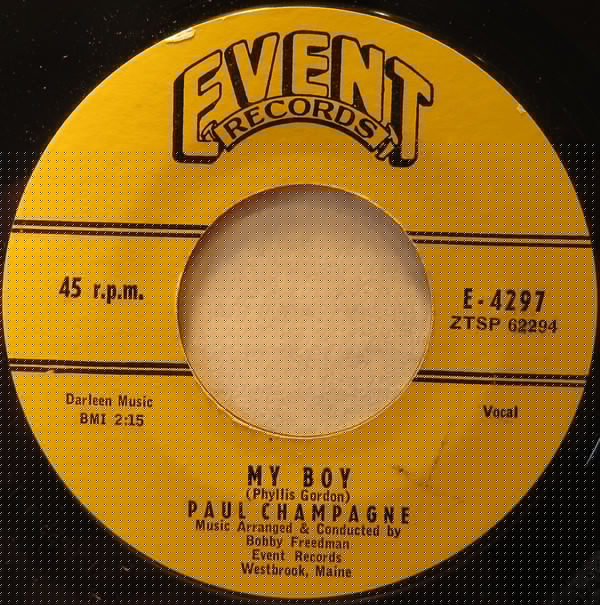 EVENT
RECORDS
45 r.p.m.
E-4297
ZTSP 62294
Darleen Music
BMI 2:15
Vocal
MY BOY
(Phyllis Gordon)
PAUL CHAMPAGNE
Music Arranged & Conducted by
Bobby Freedman
Event Records
Westbrook, Maine